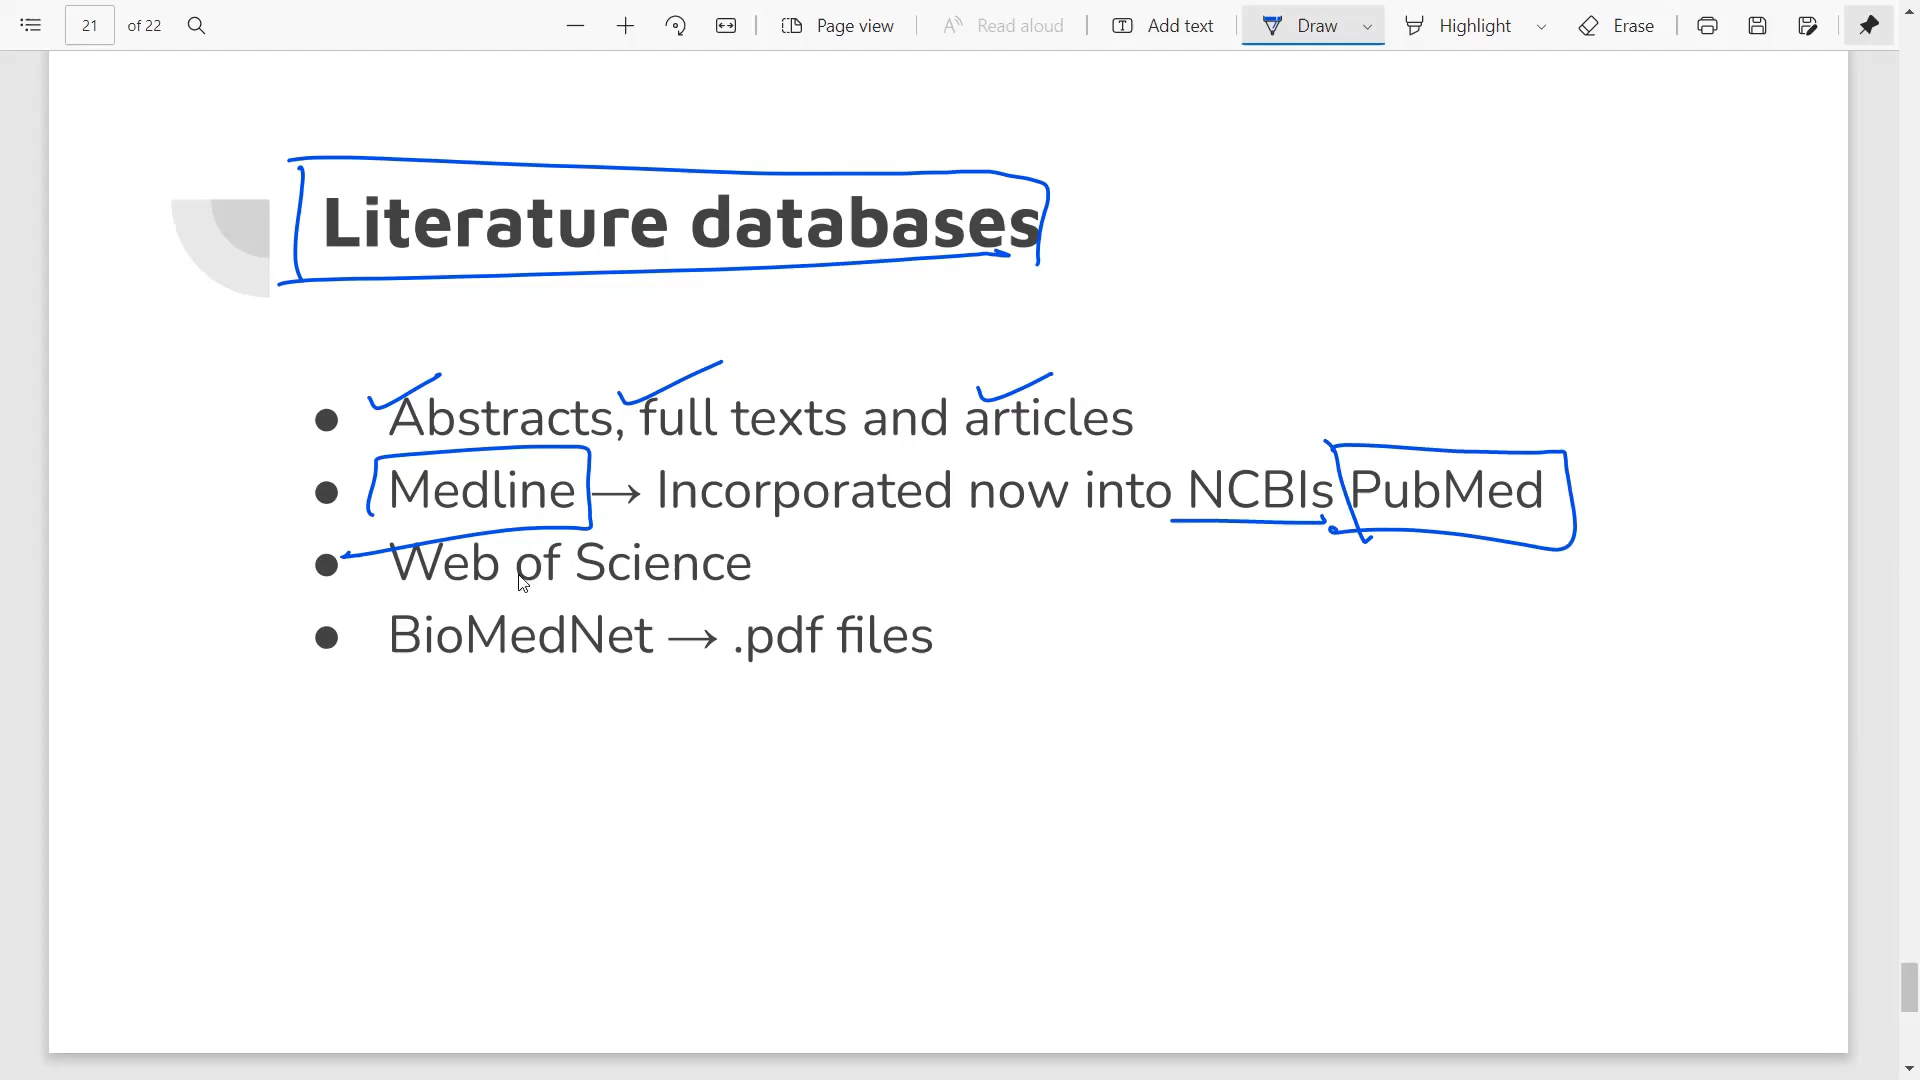 21 of 22 Page view Read aloud Add text Draw Highlight Erase
Literature databases
● Abstracts, full texts and articles
● Medline → Incorporated now into NCBIs PubMed
● Web of Science
● BioMedNet → .pdf files